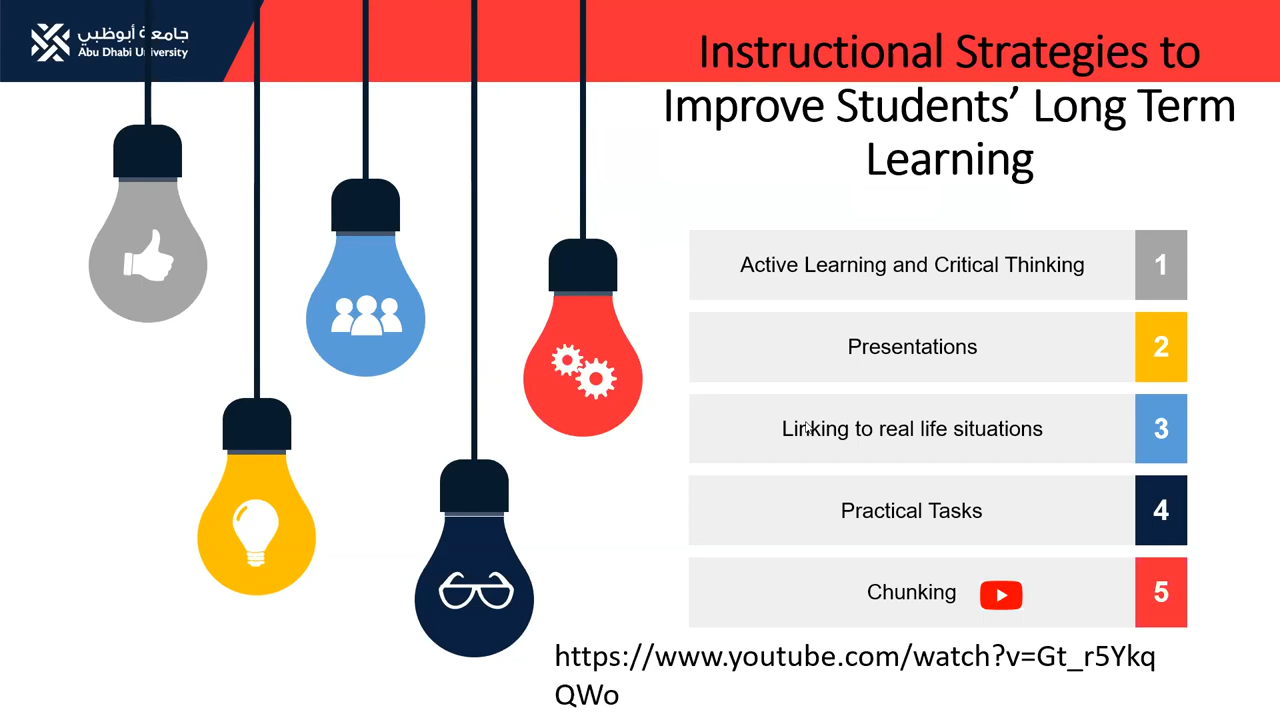 جامعة أبوظبي
Abu Dhabi University
Instructional Strategies to
Improve Students’ Long Term
Learning
Active Learning and Critical Thinking 1
Presentations 2
Linking to real life situations 3
Practical Tasks 4
Chunking 5
https://www.youtube.com/watch?v=Gt_r5Ykq
QWo